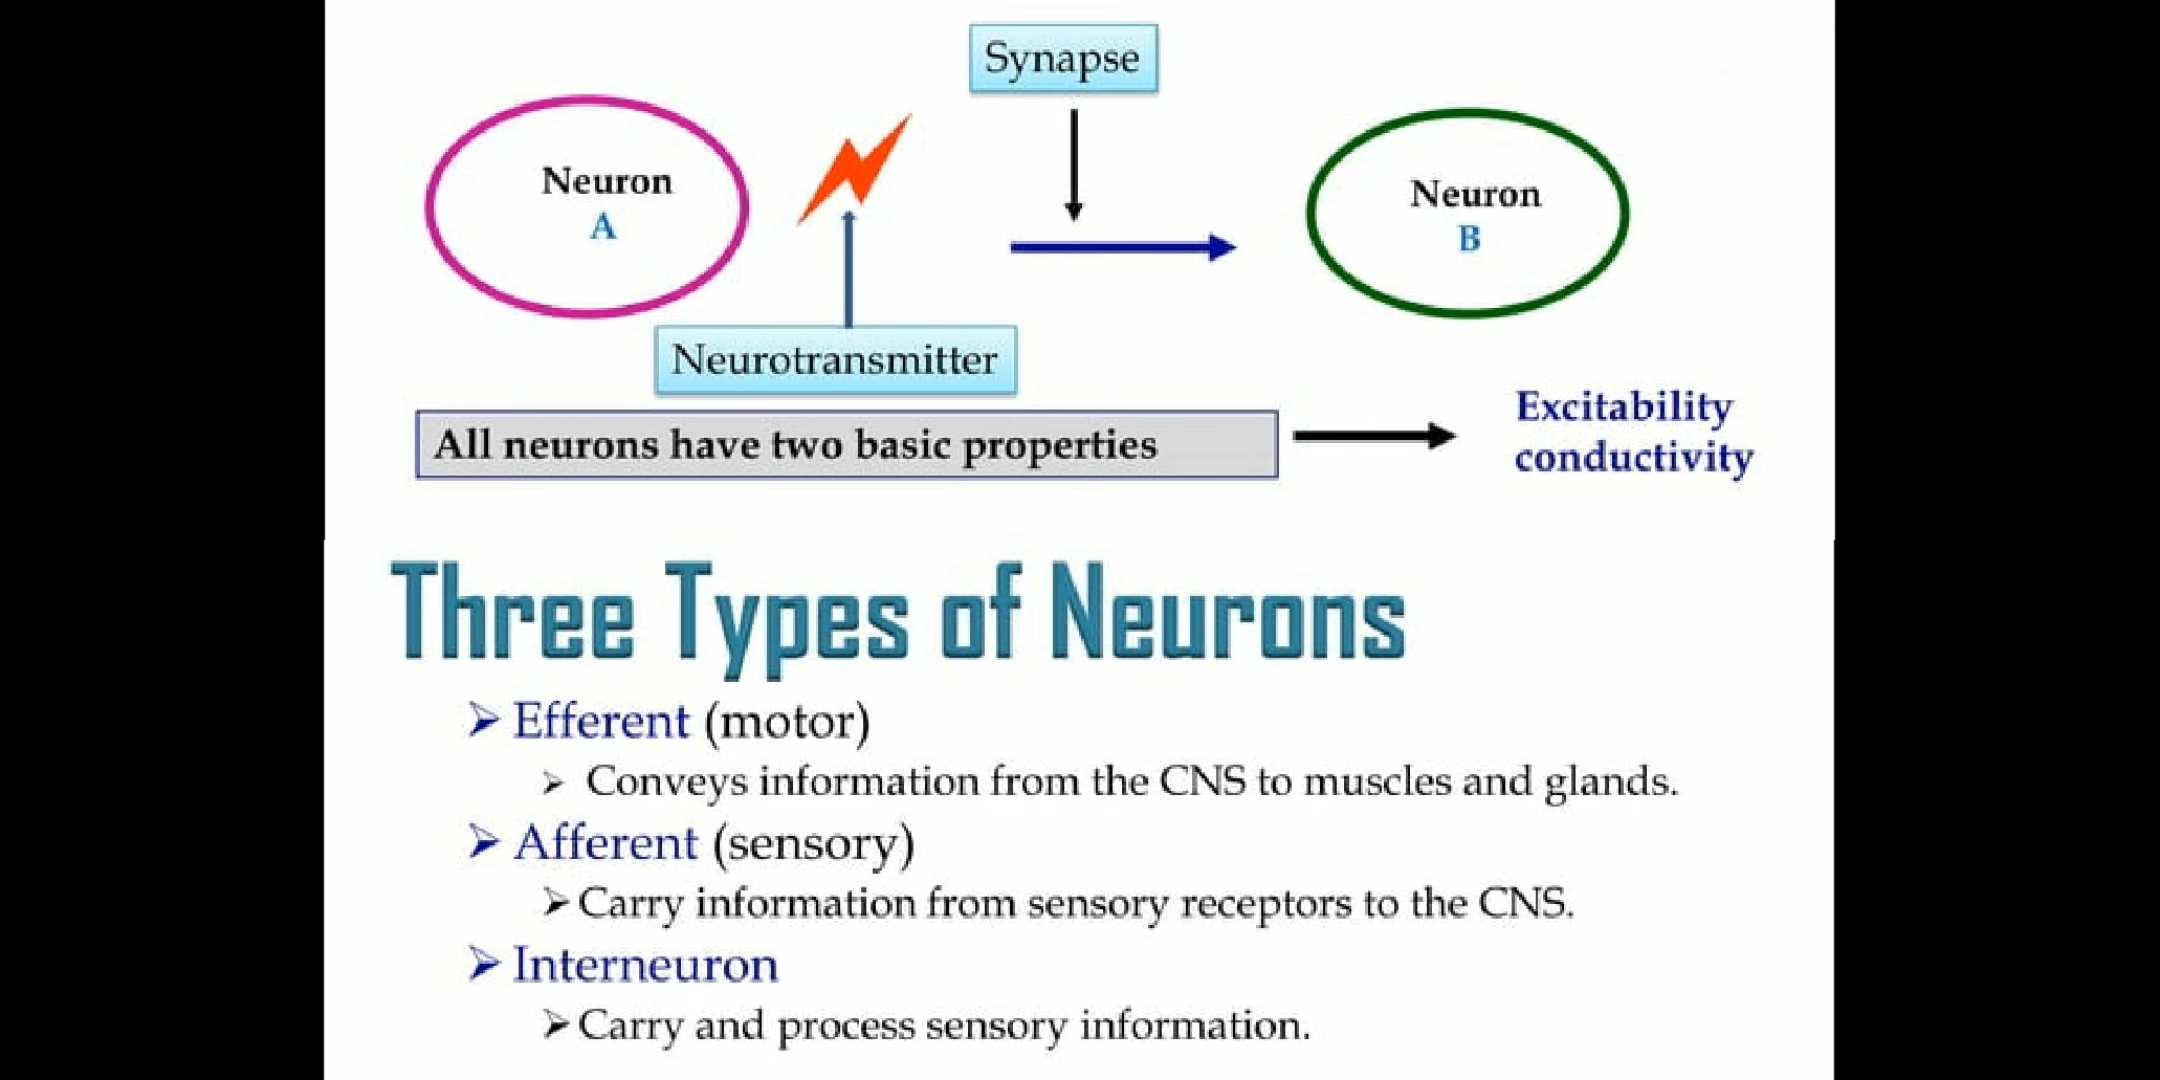 Synapse
Neuron
A
Neuron
B
Neurotransmitter
All neurons have two basic properties
Excitability
conductivity
Three Types of Neurons
➢ Efferent (motor)
➢ Conveys information from the CNS to muscles and glands.
➢ Afferent (sensory)
➢ Carry information from sensory receptors to the CNS.
➢ Interneuron
➢ Carry and process sensory information.